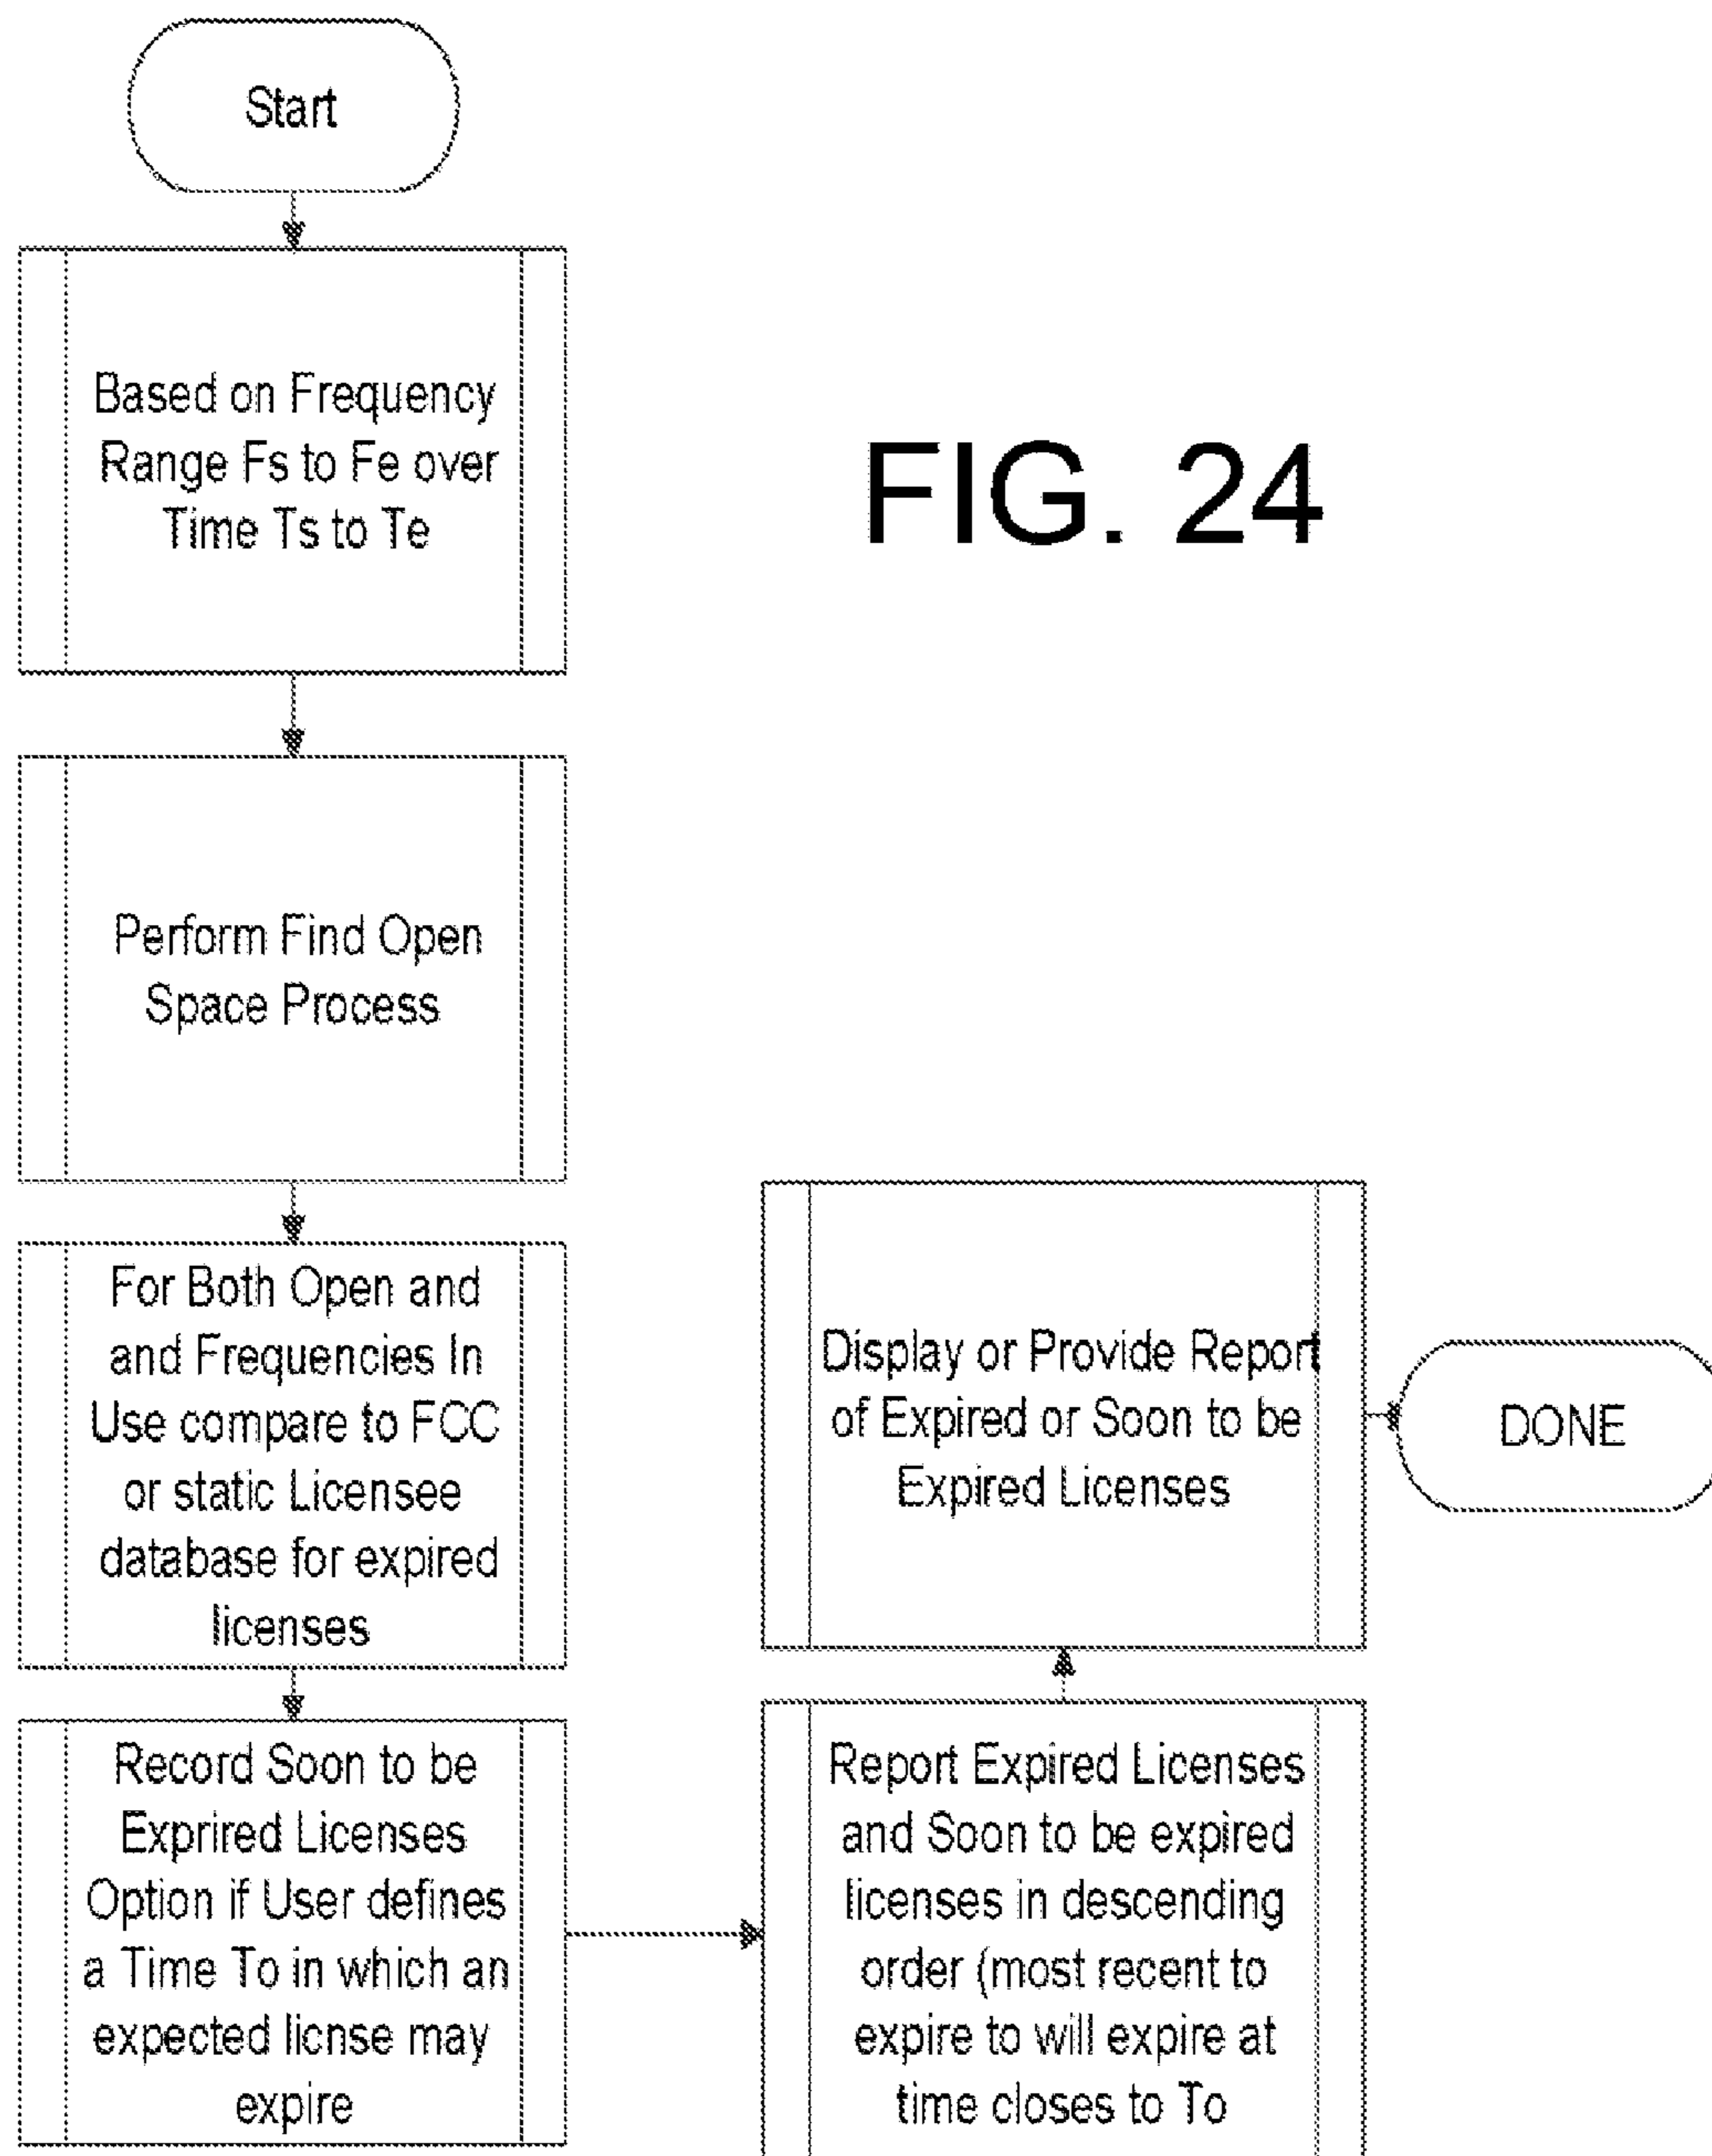 Start
Based on Frequency
Range Fs to Fe over
Time Ts to Te
FIG. 24
Perform Find Open
Space Process
For Both Open and
and Frequencies In
Use compare to FCC
or static Licensee
database for expired
licenses
Record Soon to be
Exprired Licenses
Option if User defines
a Time To in which an
expected licnse may
expire
Report Expired Licenses
and Soon to be expired
licenses in descending
order (most recent to
expire to will expire at
time closes to To
Display or Provide Report
of Expired or Soon to be
Expired Licenses
DONE